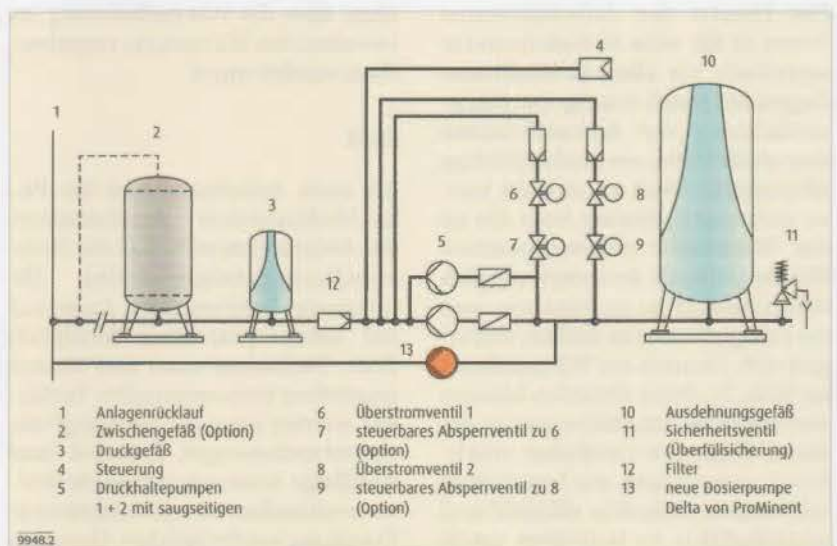 4
10
1
2
3
6
8
11
5
7
9
12
13
1 Anlagenrücklauf
2 Zwischengefäß (Option)
3 Druckgefäß
4 Steuerung
5 Druckhaltepumpen
1 + 2 mit saugseitigen
6 Überstromventil 1
7 steuerbares Absperrventil zu 6
(Option)
8 Überstromventil 2
9 steuerbares Absperrventil zu 8
(Option)
10 Ausdehnungsgefäß
11 Sicherheitsventil
(Überfülsicherung)
12 Filter
13 neue Dosierpumpe
Delta von ProMinent
9948.2